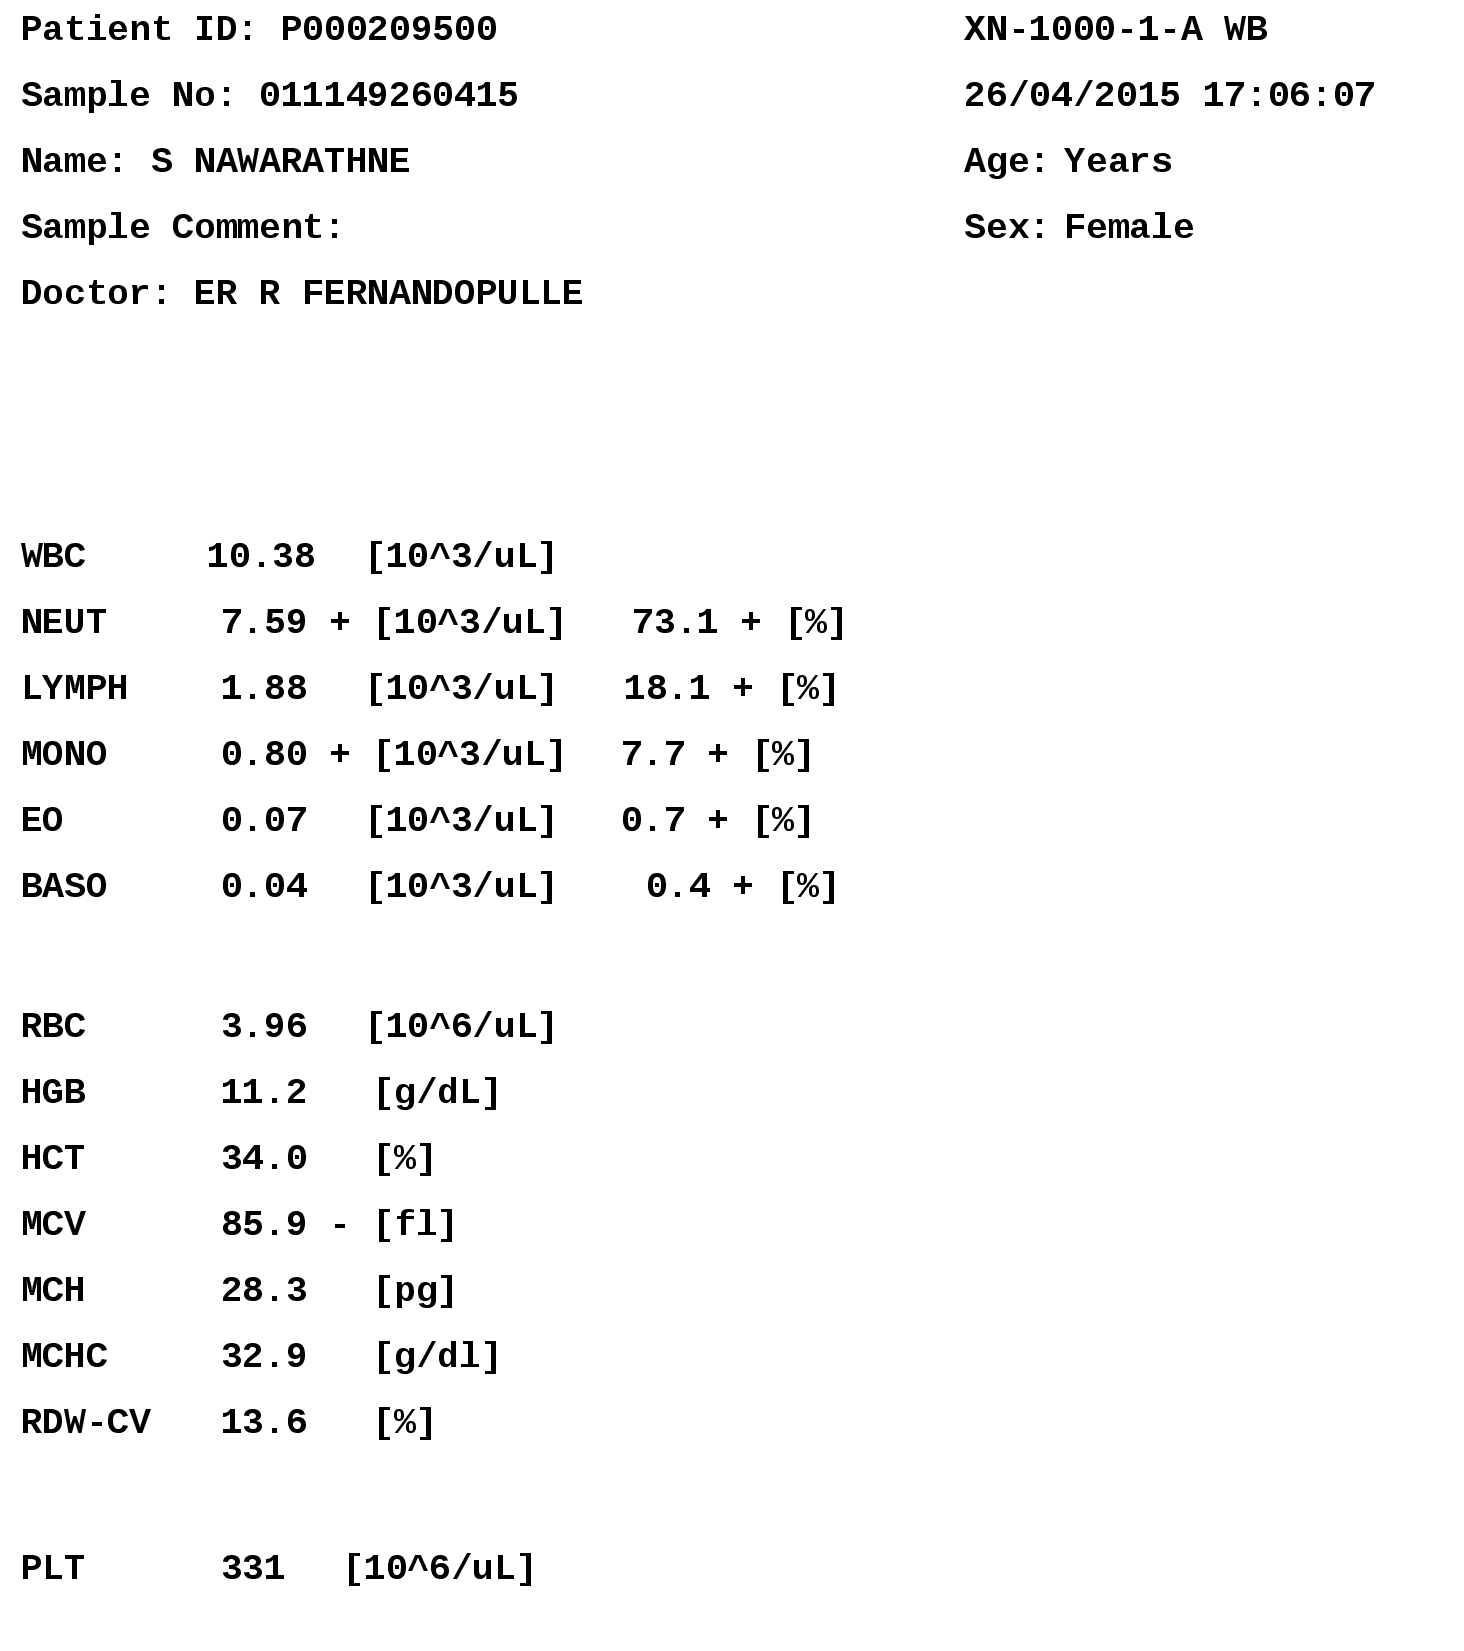 Patient ID: P000209500 XN-1000-1-A WB
Sample No: 011149260415 26/04/2015 17:06:07
Name: S NAWARATHNE Age: Years
Sample Comment: Sex: Female
Doctor: ER R FERNANDOPULLE
WBC 10.38 [10^3/uL]
NEUT 7.59 + [10^3/uL] 73.1 + [%]
LYMPH 1.88 [10^3/uL] 18.1 + [%]
MONO 0.80 + [10^3/uL] 7.7 + [%]
EO 0.07 [10^3/uL] 0.7 + [%]
BASO 0.04 [10^3/uL] 0.4 + [%]
RBC 3.96 [10^6/uL]
HGB 11.2 [g/dL]
HCT 34.0 [%]
MCV 85.9 - [fl]
MCH 28.3 [pg]
MCHC 32.9 [g/dl]
RDW-CV 13.6 [%]
PLT 331 [10^6/uL]